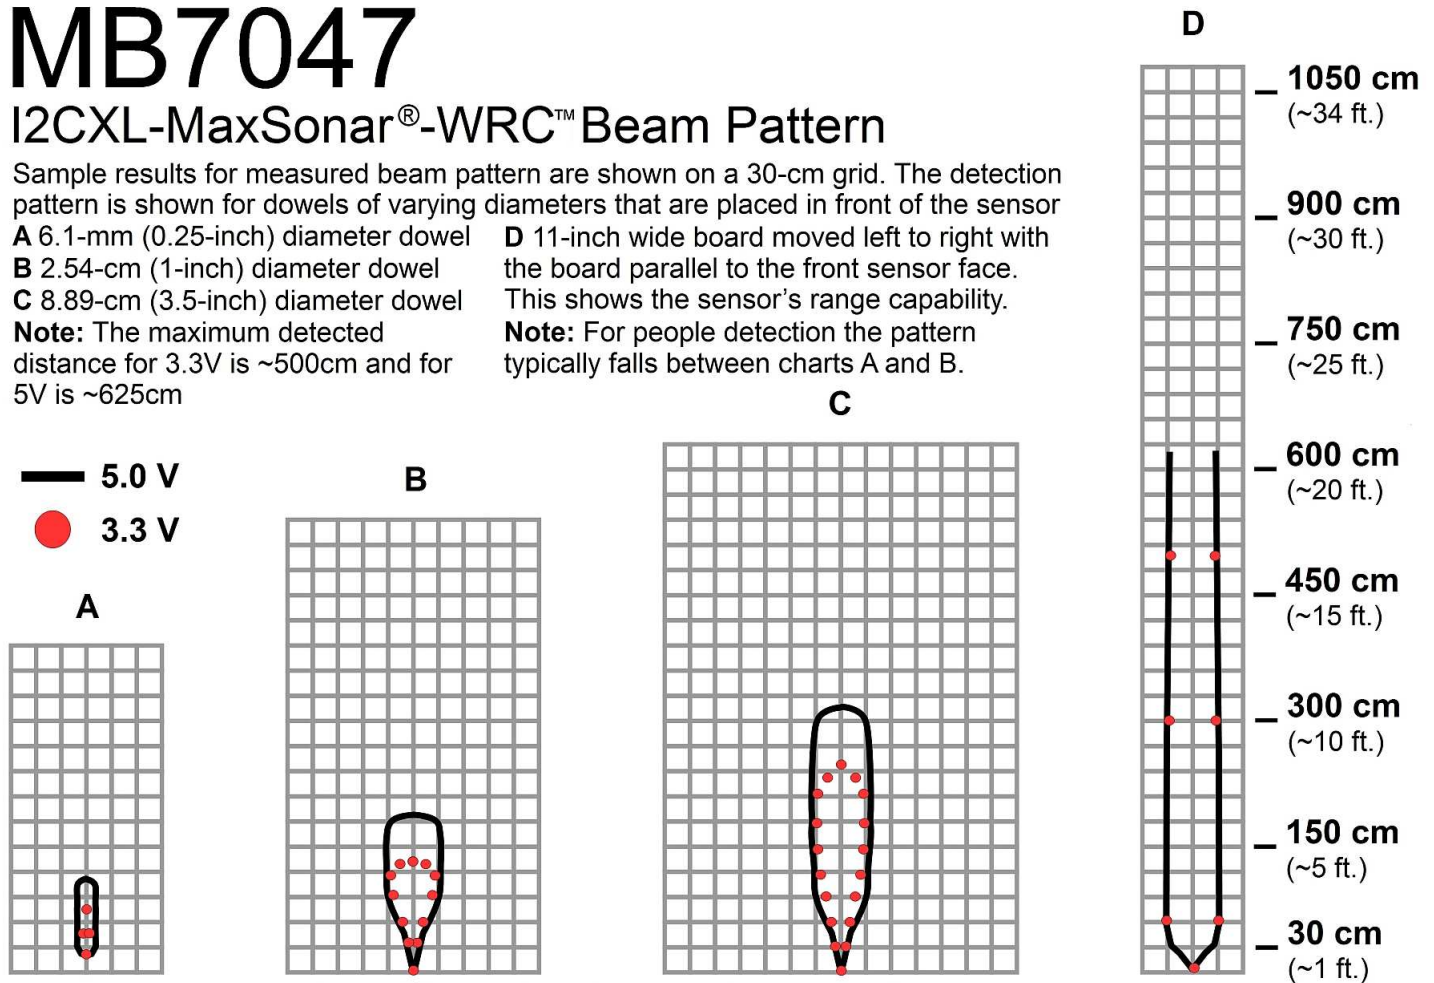 MB7047
I2CXL-MaxSonar®-WRC™ Beam Pattern
Sample results for measured beam pattern are shown on a 30-cm grid. The detection
pattern is shown for dowels of varying diameters that are placed in front of the sensor
A 6.1-mm (0.25-inch) diameter dowel
B 2.54-cm (1-inch) diameter dowel
C 8.89-cm (3.5-inch) diameter dowel
Note: The maximum detected
distance for 3.3V is ~500cm and for
5V is ~625cm
D 11-inch wide board moved left to right with
the board parallel to the front sensor face.
This shows the sensor's range capability.
Note: For people detection the pattern
typically falls between charts A and B.
5.0 V
3.3 V
A
B
C
D
1050 cm
(~34 ft.)
900 cm
(~30 ft.)
750 cm
(~25 ft.)
600 cm
(~20 ft.)
450 cm
(~15 ft.)
300 cm
(~10 ft.)
150 cm
(~5 ft.)
30 cm
(~1 ft.)